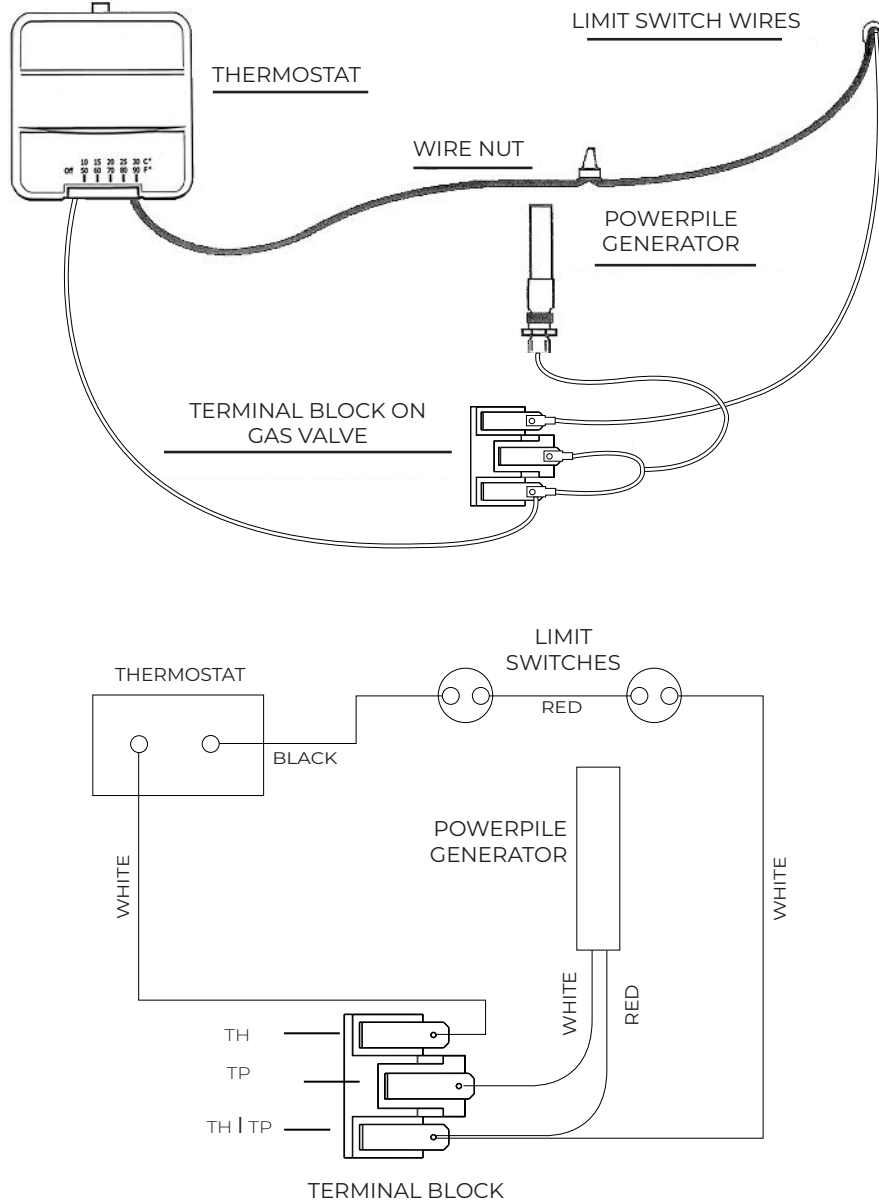 LIMIT SWITCH WIRES
THERMOSTAT
WIRE NUT
POWERPILE
GENERATOR
10 15 20 25 30 C°
Off 50 60 70 80 90 F°
TERMINAL BLOCK ON
GAS VALVE
LIMIT
SWITCHES
THERMOSTAT
RED
BLACK
POWERPILE
GENERATOR
WHITE
WHITE
WHITE
RED
TH
TP
TH | TP
TERMINAL BLOCK